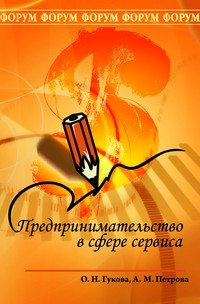 ФОРУМ ФОРУМ ФОРУМ ФОРУМ ФОРУМ
Предпринимательство
в сфере сервиса
О. Н. Гукова, А. М. Петрова